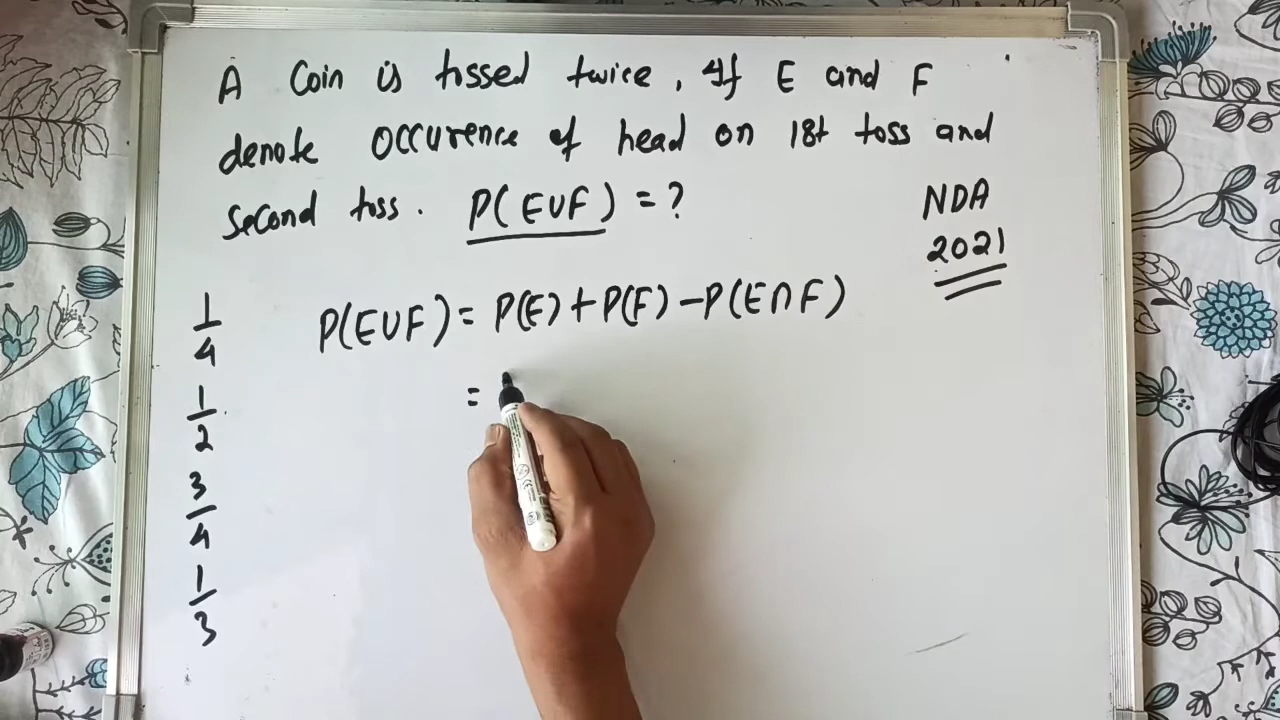 A Coin is tossed twice, If E and F
denote occurence of head on 1st toss and
second toss. P(E∪F) = ?
NDA
2021
P(E∪F) = P(E) + P(F) - P(E∩F)
=
1/4
1/2
3/4
1/3